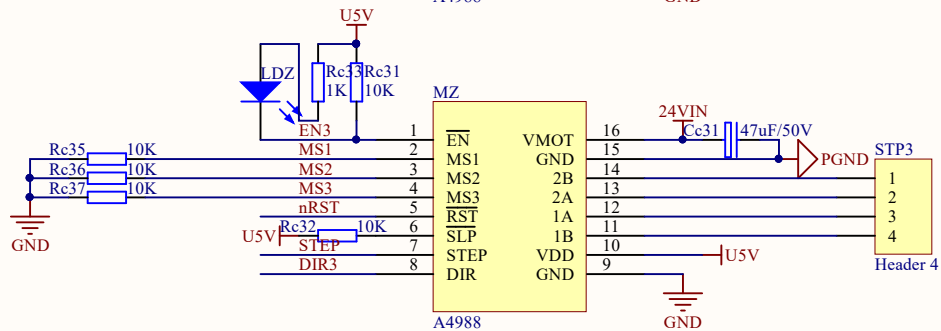 A4988
GND
U5V
LDZ
Rc33
Rc31
1K
10K
MZ
24VIN
EN3
1
EN
VMOT
16
Cc31
47uF/50V
Rc35
10K
MS1
2
MS1
GND
15
PGND
STP3
Rc36
10K
MS2
3
MS2
2B
14
1
Rc37
10K
MS3
4
MS3
2A
13
2
nRST
5
RST
1A
12
3
GND
U5V
Rc32
10K
6
SLP
1B
11
4
STEP
7
STEP
VDD
10
U5V
Header 4
DIR3
8
DIR
GND
9
A4988
GND